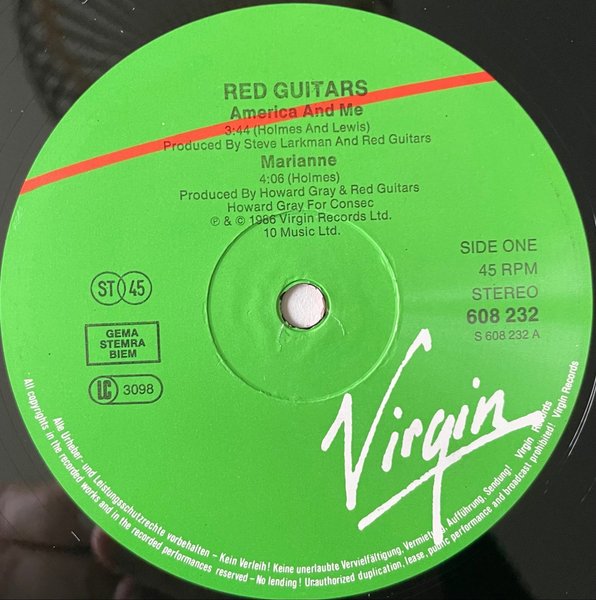 RED GUITARS
America And Me
3:44 (Holmes And Lewis)
Produced By Steve Larkman And Red Guitars
Marianne
4:06 (Holmes)
Produced By Howard Gray & Red Guitars
Howard Gray For Consec
℗ & © 1986 Virgin Records Ltd.
10 Music Ltd.
SIDE ONE
45 RPM
STEREO
608 232
S 608 232 A
ST 45
GEMA
STEMRA
BIEM
LC 3098
Virgin
Alle Urheber- und Leistungsschutzrechte vorbehalten – Kein Verleih! Keine unerlaubte Vervielfältigung, Vermietung, Aufführung, Sendung! Virgin Records
All copyrights in the recorded works and in the recorded performances reserved – No lending! Unauthorized duplication, lease, public performance and broadcast prohibited! Virgin Records